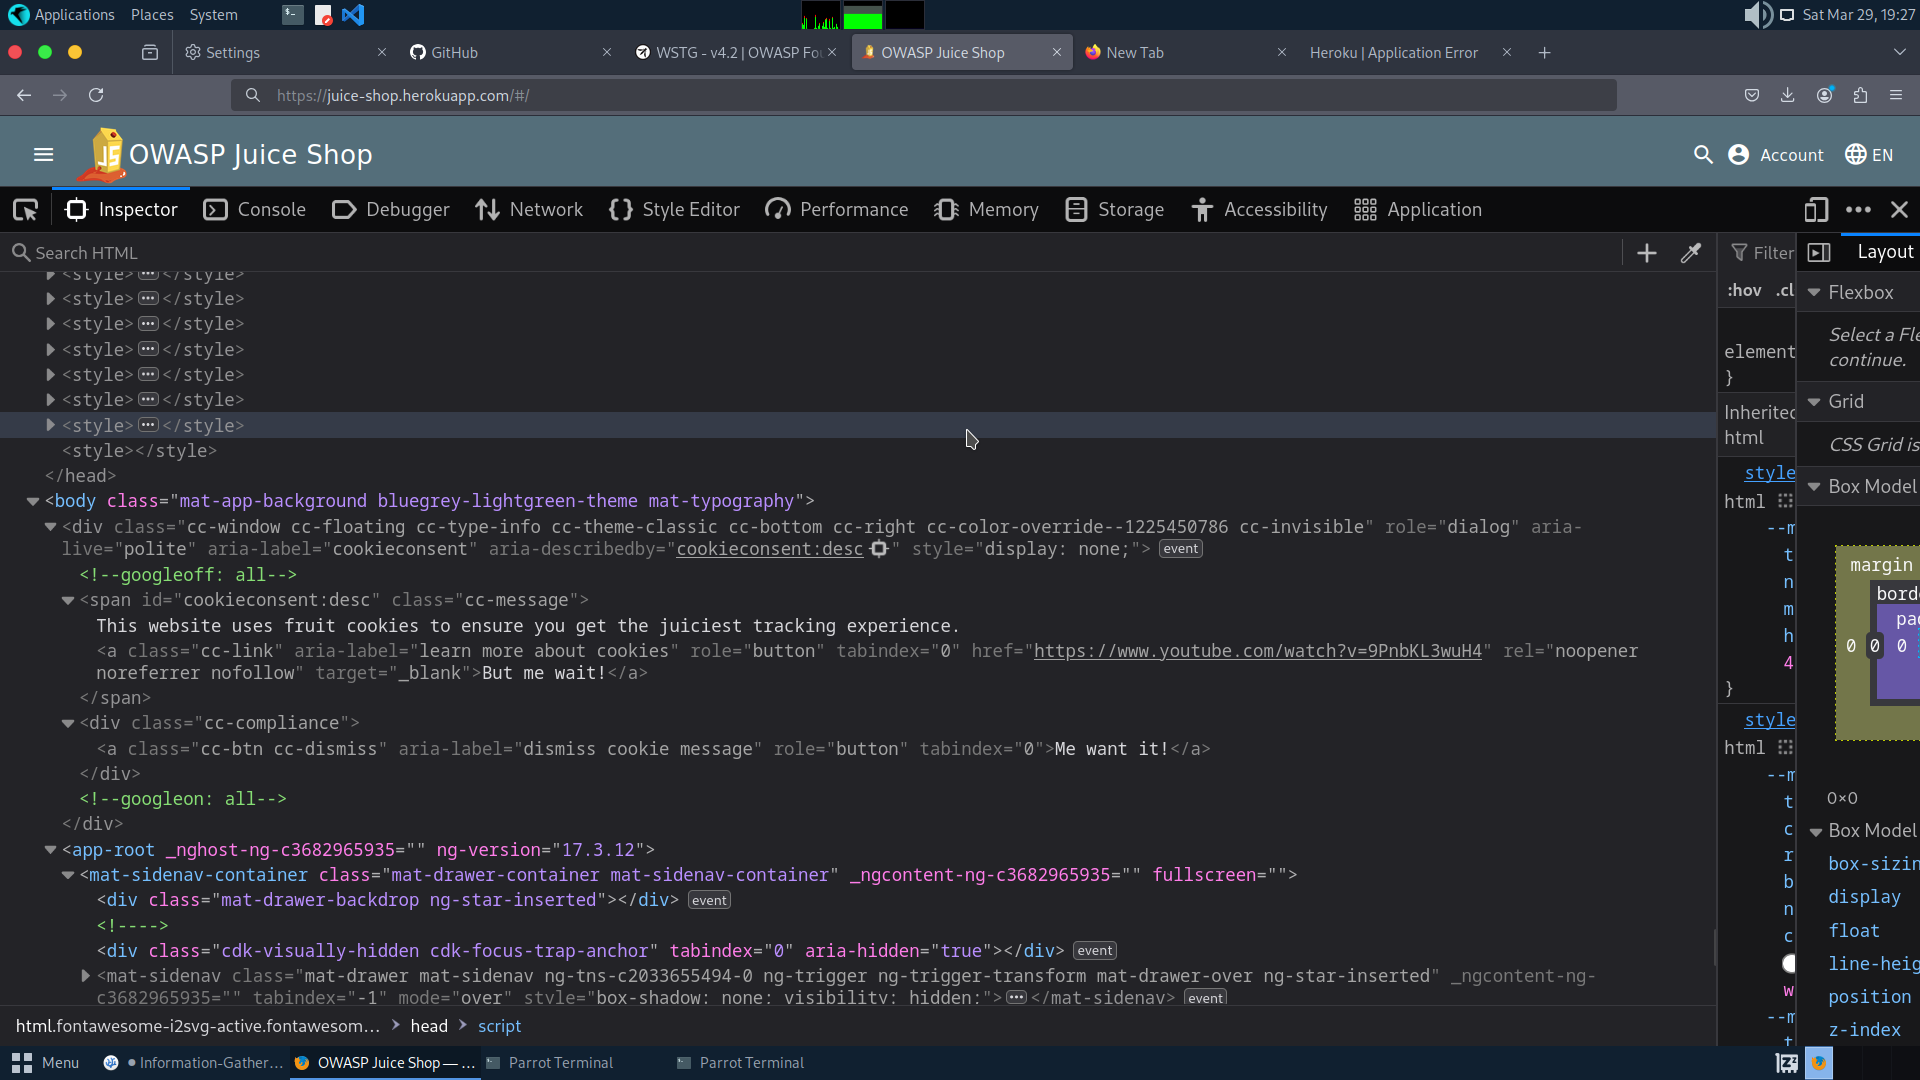 Applications Places System Sat Mar 29, 19:27
Settings GitHub WSTG - v4.2 | OWASP Fou OWASP Juice Shop New Tab Heroku | Application Error
https://juice-shop.herokuapp.com/#/
OWASP Juice Shop Account EN
Inspector Console Debugger Network Style Editor Performance Memory Storage Accessibility Application
Search HTML Filter Layout
<style> </style>
<style> </style>
:hov .cl Flexbox
<style> </style>
Select a Fle
<style> </style>
element
continue.
<style> </style>
}
<style> </style>
Inherited Grid
<style> </style>
html CSS Grid is
<style></style>
</head>
style
Box Model
<body class="mat-app-background bluegrey-lightgreen-theme mat-typography">
html
<div class="cc-window cc-floating cc-type-info cc-theme-classic cc-bottom cc-right cc-color-override--1225450786 cc-invisible" role="dialog" aria-
--m
live="polite" aria-label="cookieconsent" aria-describedby="cookieconsent:desc" style="display: none;"> event
t
margin
<!--googleoff: all-->
n
borde
<span id="cookieconsent:desc" class="cc-message">
m
pad
This website uses fruit cookies to ensure you get the juiciest tracking experience.
h
0 0 0
<a class="cc-link" aria-label="learn more about cookies" role="button" tabindex="0" href="https://www.youtube.com/watch?v=9PnbKL3wuH4" rel="noopener
4
noreferrer nofollow" target="_blank">But me wait!</a>
}
</span>
style
<div class="cc-compliance">
html
<a class="cc-btn cc-dismiss" aria-label="dismiss cookie message" role="button" tabindex="0">Me want it!</a>
--m
</div>
t
0×0
<!--googleon: all-->
c
</div>
Box Model
<app-root _nghost-ng-c3682965935="" ng-version="17.3.12">
r
box-sizin
<mat-sidenav-container class="mat-drawer-container mat-sidenav-container" _ngcontent-ng-c3682965935="" fullscreen="">
b
display
<div class="mat-drawer-backdrop ng-star-inserted"></div> event
n
<!---->
c
float
<div class="cdk-visually-hidden cdk-focus-trap-anchor" tabindex="0" aria-hidden="true"></div> event
line-heig
<mat-sidenav class="mat-drawer mat-sidenav ng-tns-c2033655494-0 ng-trigger ng-trigger-transform mat-drawer-over ng-star-inserted" _ngcontent-ng-
w
position
c3682965935="" tabindex="-1" mode="over" style="box-shadow: none; visibility: hidden;"> </mat-sidenav> event
--m
z-index
html.fontawesome-i2svg-active.fontawesom… head script
Menu Information-Gather… OWASP Juice Shop — … Parrot Terminal Parrot Terminal